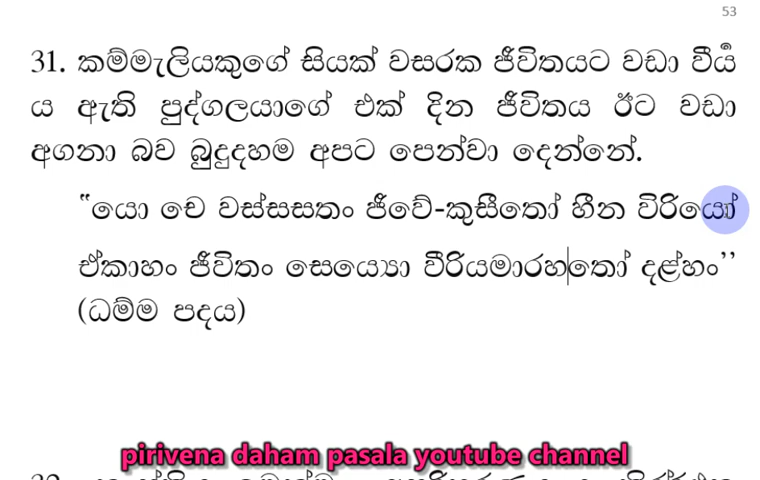 53
31. කම්මැලියකුගේ සියක් වසරක ජීවිතයට වඩා වීර්‍ය
ය ඇති පුද්ගලයාගේ එක් දින ජීවිතය ඊට වඩා
අගනා බව බුදුදහම අපට පෙන්වා දෙන්නේ.
“යො චෙ වස්සසතං ජීවේ-කුසීතෝ හීන විරියෝ
ඒකාහං ජීවිතං සෙය්‍යො වීරියමාරහතෝ දළ්හං’’
(ධම්ම පදය)
pirivena daham pasala youtube channel